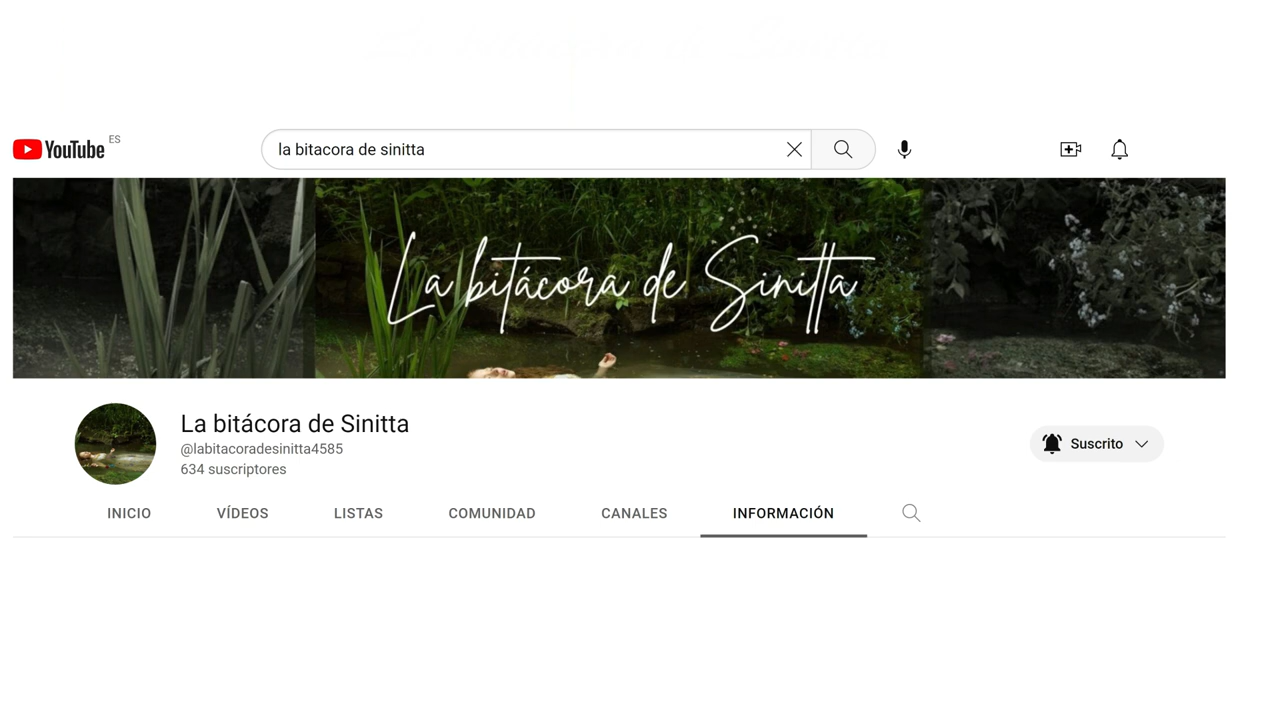 YouTube ES
la bitacora de sinitta
La bitácora de Sinitta
La bitácora de Sinitta
@labitacoradesinitta4585
634 suscriptores
Suscrito
INICIO VÍDEOS LISTAS COMUNIDAD CANALES INFORMACIÓN